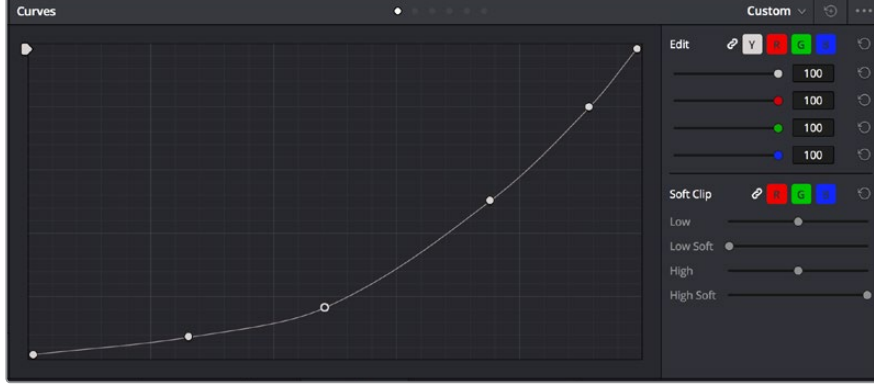 Curves
Custom
Edit Y R G
100
100
100
100
Soft Clip R G
Low
Low Soft
High
High Soft